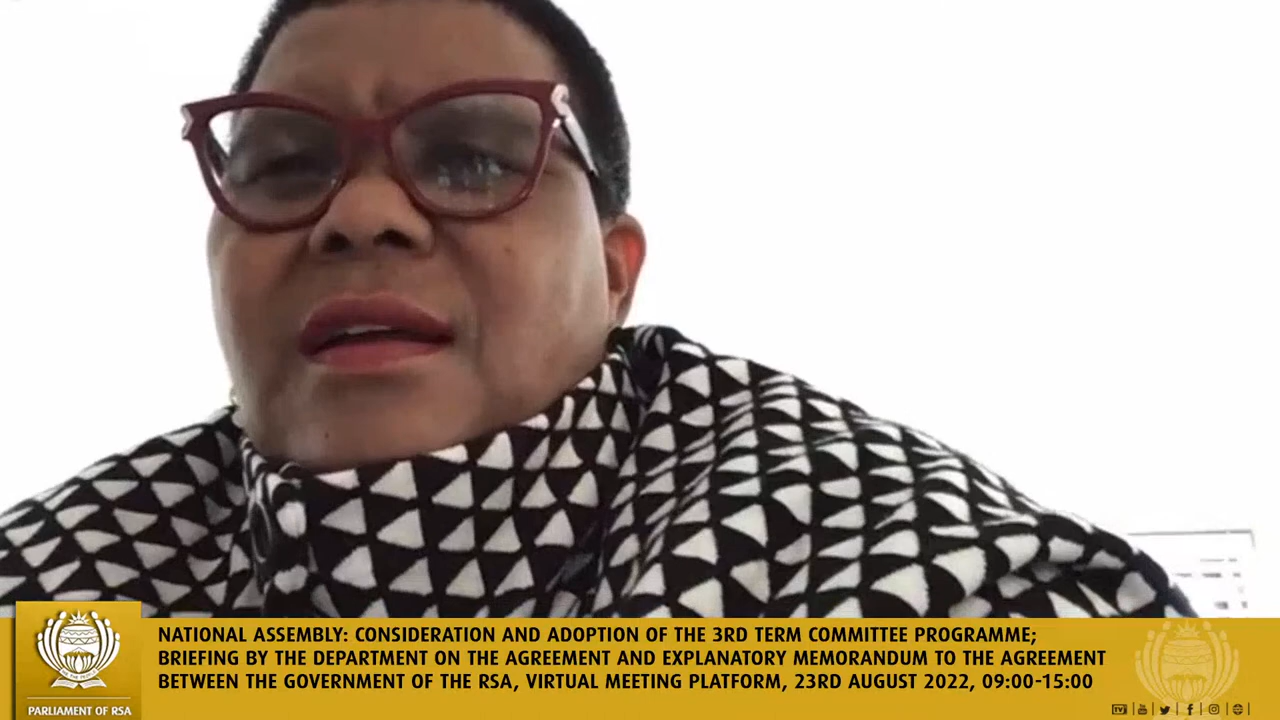 NATIONAL ASSEMBLY: CONSIDERATION AND ADOPTION OF THE 3RD TERM COMMITTEE PROGRAMME;
BRIEFING BY THE DEPARTMENT ON THE AGREEMENT AND EXPLANATORY MEMORANDUM TO THE AGREEMENT
BETWEEN THE GOVERNMENT OF THE RSA, VIRTUAL MEETING PLATFORM, 23RD AUGUST 2022, 09:00-15:00
PARLIAMENT OF RSA